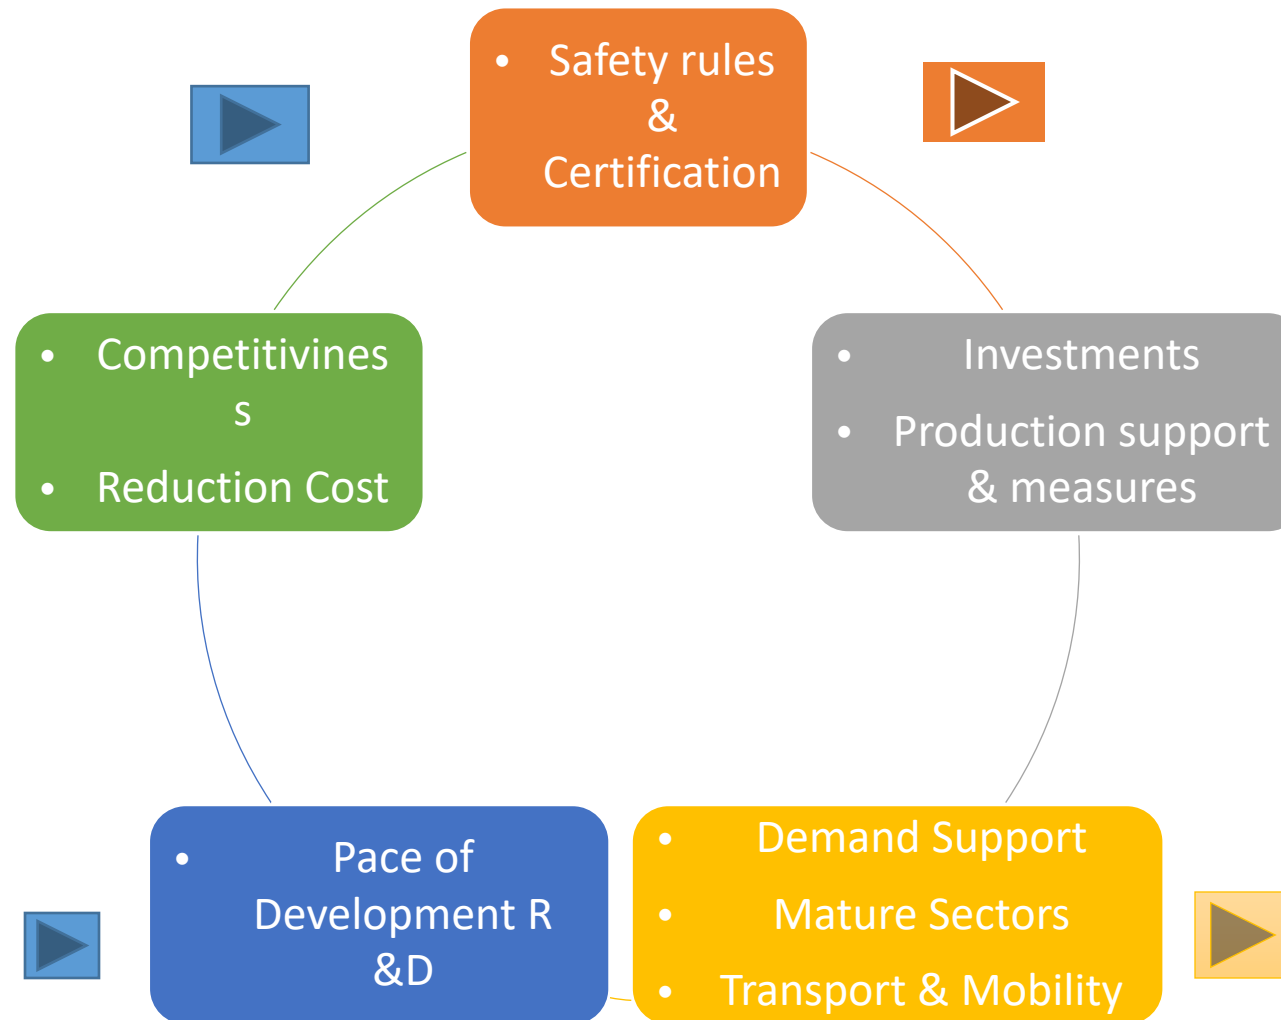 • Safety rules
&
Certification
• Competitivines
s
• Reduction Cost
• Investments
• Production support
& measures
• Pace of
Development R
&D
• Demand Support
• Mature Sectors
• Transport & Mobility